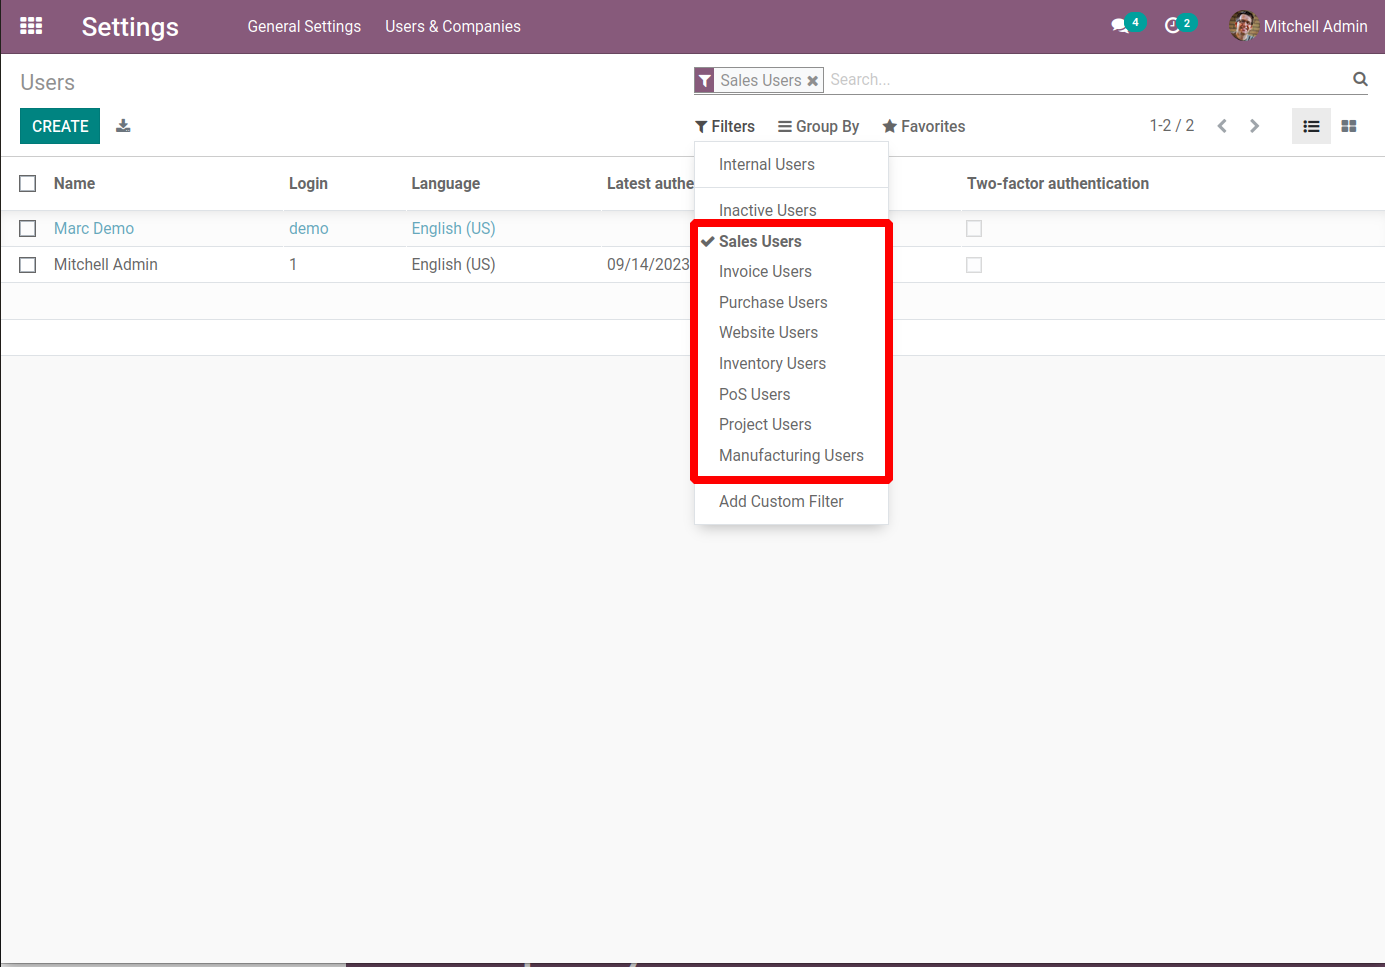 Settings General Settings Users & Companies 4 2 Mitchell Admin
Users
Sales Users Search...
CREATE
Filters Group By Favorites 1-2 / 2
Name Login Language Latest authe Two-factor authentication
Marc Demo demo English (US)
Mitchell Admin 1 English (US) 09/14/2023
Internal Users
Inactive Users
Sales Users
Invoice Users
Purchase Users
Website Users
Inventory Users
PoS Users
Project Users
Manufacturing Users
Add Custom Filter